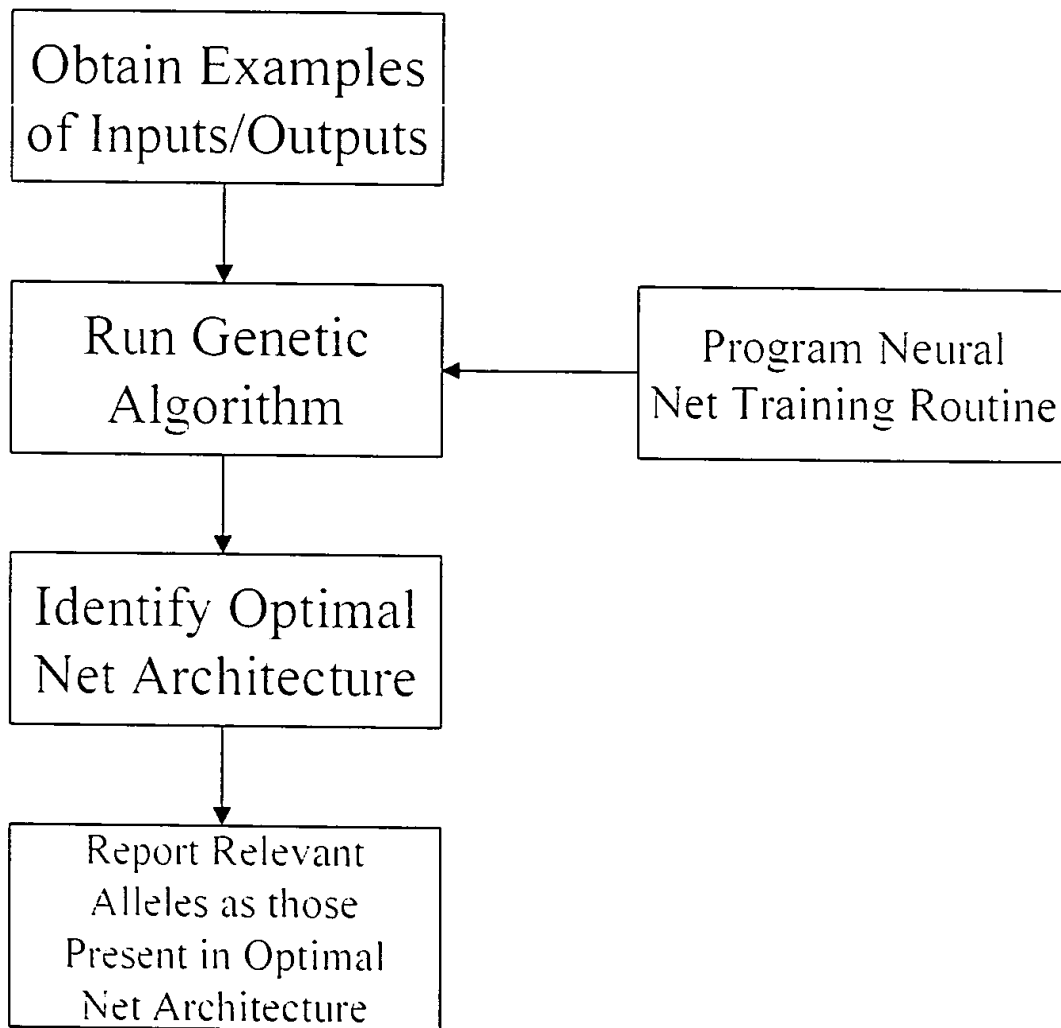 Obtain Examples
of Inputs/Outputs
Run Genetic
Algorithm
Program Neural
Net Training Routine
Identify Optimal
Net Architecture
Report Relevant
Alleles as those
Present in Optimal
Net Architecture